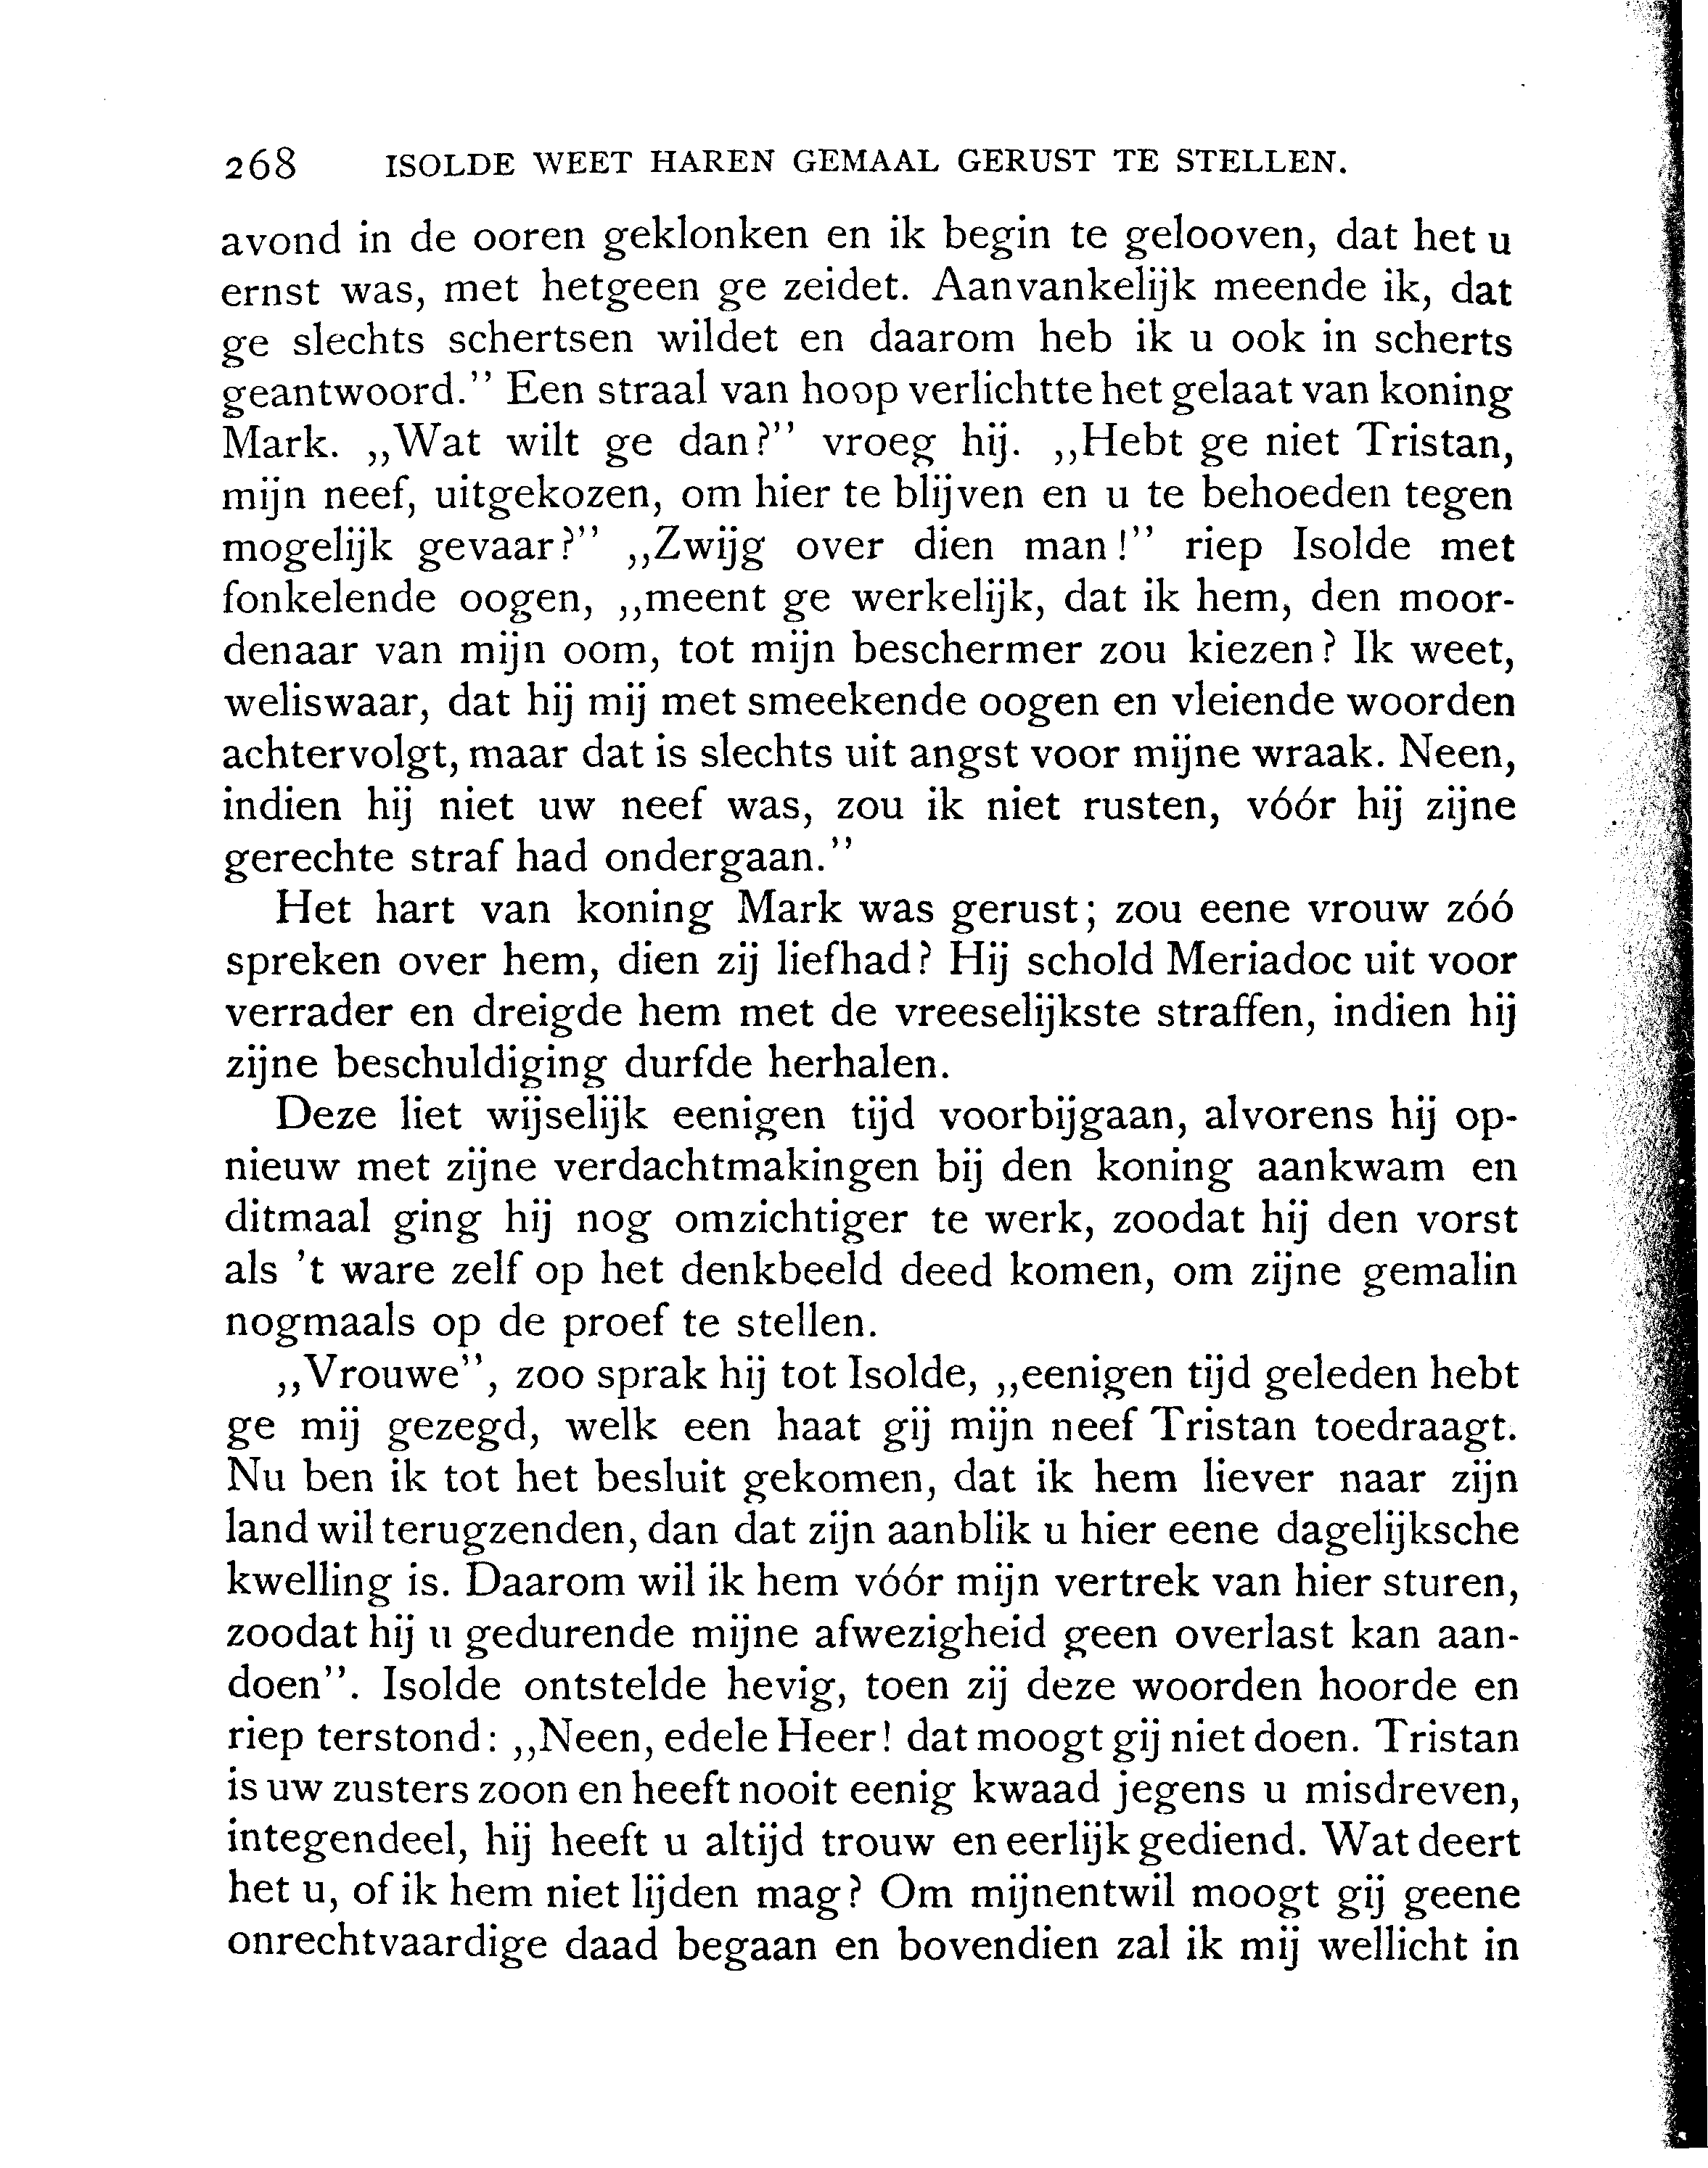 268 ISOLDE WEET HAREN GEMAAL GERUST TE STELLEN.
avond in de ooren geklonken en ik begin te gelooven, dat het u
ernst was, met hetgeen ge zeidet. Aanvankelijk meende ik, dat
ge slechts schertsen wildet en daarom heb ik u ook in scherts
geantwoord.'' Een straal van hoop verlichtte het gelaat van koning
Mark. ,,Wat wilt ge dan?'' vroeg hij. ,,Hebt ge niet Tristan,
mijn neef, uitgekozen, om hier te blijven en u te behoeden tegen
mogelijk gevaar?'' ,,Zwijg over dien man!'' riep Isolde met
fonkelende oogen, ,,meent ge werkelijk, dat ik hem, den moor-
denaar van mijn oom, tot mijn beschermer zou kiezen? Ik weet,
weliswaar, dat hij mij met smeekende oogen en vleiende woorden
achtervolgt, maar dat is slechts uit angst voor mijne wraak. Neen,
indien hij niet uw neef was, zou ik niet rusten, vóór hij zijne
gerechte straf had ondergaan.''
Het hart van koning Mark was gerust; zou eene vrouw zóó
spreken over hem, dien zij liefhad? Hij schold Meriadoc uit voor
verrader en dreigde hem met de vreeselijkste straffen, indien hij
zijne beschuldiging durfde herhalen.
Deze liet wijselijk eenigen tijd voorbijgaan, alvorens hij op-
nieuw met zijne verdachtmakingen bij den koning aankwam en
ditmaal ging hij nog omzichtiger te werk, zoodat hij den vorst
als 't ware zelf op het denkbeeld deed komen, om zijne gemalin
nogmaals op de proef te stellen.
,,Vrouwe'', zoo sprak hij tot Isolde, ,,eenigen tijd geleden hebt
ge mij gezegd, welk een haat gij mijn neef Tristan toedraagt.
Nu ben ik tot het besluit gekomen, dat ik hem liever naar zijn
land wil terugzenden, dan dat zijn aanblik u hier eene dagelijksche
kwelling is. Daarom wil ik hem vóór mijn vertrek van hier sturen,
zoodat hij u gedurende mijne afwezigheid geen overlast kan aan-
doen''. Isolde ontstelde hevig, toen zij deze woorden hoorde en
riep terstond: ,,Neen, edele Heer! dat moogt gij niet doen. Tristan
is uw zusters zoon en heeft nooit eenig kwaad jegens u misdreven,
integendeel, hij heeft u altijd trouw en eerlijk gediend. Wat deert
het u, of ik hem niet lijden mag? Om mijnentwil moogt gij geene
onrechtvaardige daad begaan en bovendien zal ik mij wellicht in